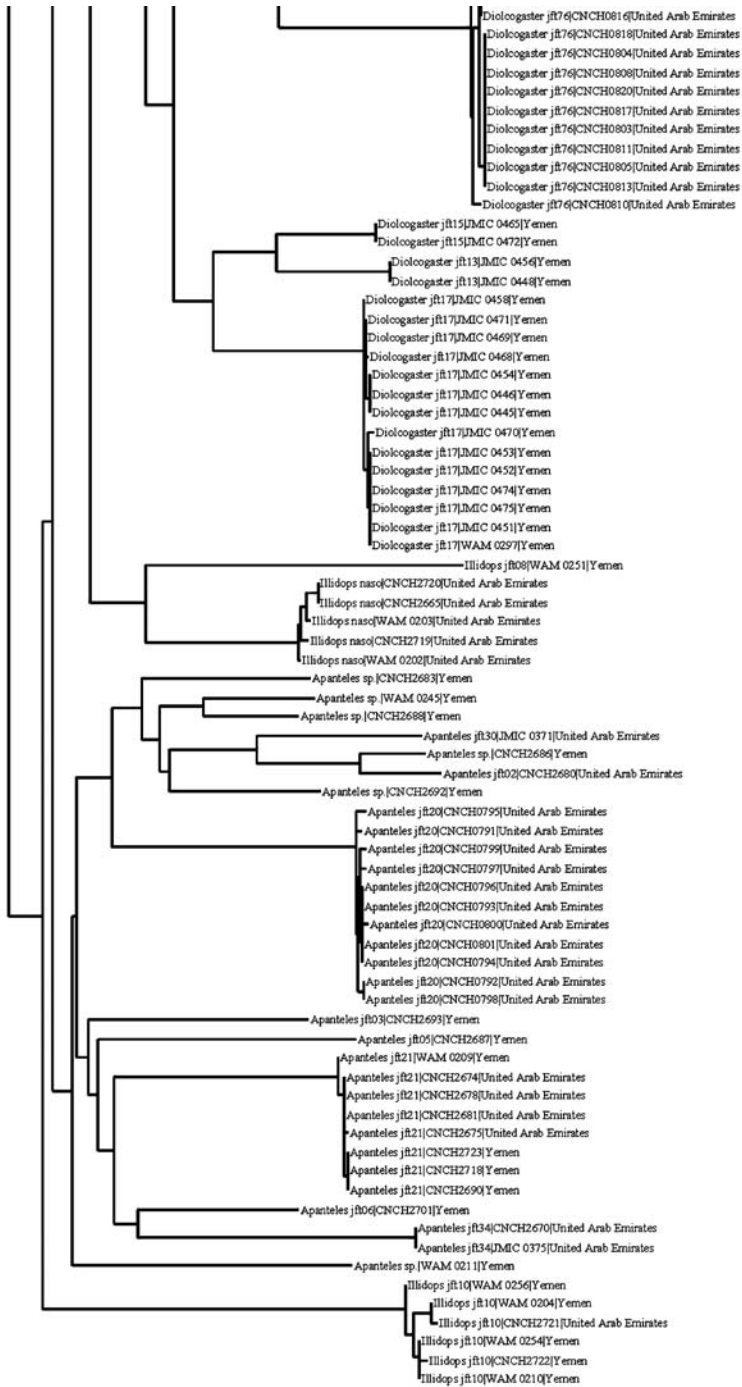 Diolcogaster jft76|CNCH0816|United Arab Emirates
Diolcogaster jft76|CNCH0818|United Arab Emirates
Diolcogaster jft76|CNCH0804|United Arab Emirates
Diolcogaster jft76|CNCH0808|United Arab Emirates
Diolcogaster jft76|CNCH0820|United Arab Emirates
Diolcogaster jft76|CNCH0817|United Arab Emirates
Diolcogaster jft76|CNCH0803|United Arab Emirates
Diolcogaster jft76|CNCH0811|United Arab Emirates
Diolcogaster jft76|CNCH0805|United Arab Emirates
Diolcogaster jft76|CNCH0813|United Arab Emirates
Diolcogaster jft76|CNCH0810|United Arab Emirates
Diolcogaster jft15|JMIC 0465|Yemen
Diolcogaster jft15|JMIC 0472|Yemen
Diolcogaster jft13|JMIC 0456|Yemen
Diolcogaster jft13|JMIC 0448|Yemen
Diolcogaster jft17|JMIC 0458|Yemen
Diolcogaster jft17|JMIC 0471|Yemen
Diolcogaster jft17|JMIC 0469|Yemen
Diolcogaster jft17|JMIC 0468|Yemen
Diolcogaster jft17|JMIC 0454|Yemen
Diolcogaster jft17|JMIC 0446|Yemen
Diolcogaster jft17|JMIC 0445|Yemen
Diolcogaster jft17|JMIC 0470|Yemen
Diolcogaster jft17|JMIC 0453|Yemen
Diolcogaster jft17|JMIC 0452|Yemen
Diolcogaster jft17|JMIC 0474|Yemen
Diolcogaster jft17|JMIC 0475|Yemen
Diolcogaster jft17|JMIC 0451|Yemen
Diolcogaster jft17|WAM 0297|Yemen
Illidops jft08|WAM 0251|Yemen
Illidops naso|CNCH2720|United Arab Emirates
Illidops naso|CNCH2665|United Arab Emirates
Illidops naso|WAM 0203|United Arab Emirates
Illidops naso|CNCH2719|United Arab Emirates
Illidops naso|WAM 0202|United Arab Emirates
Apanteles sp.|CNCH2683|Yemen
Apanteles sp.|WAM 0245|Yemen
Apanteles sp.|CNCH2688|Yemen
Apanteles jft30|JMIC 0371|United Arab Emirates
Apanteles sp.|CNCH2686|Yemen
Apanteles jft02|CNCH2680|United Arab Emirates
Apanteles sp.|CNCH2692|Yemen
Apanteles jft20|CNCH0795|United Arab Emirates
Apanteles jft20|CNCH0791|United Arab Emirates
Apanteles jft20|CNCH0799|United Arab Emirates
Apanteles jft20|CNCH0797|United Arab Emirates
Apanteles jft20|CNCH0796|United Arab Emirates
Apanteles jft20|CNCH0793|United Arab Emirates
Apanteles jft20|CNCH0800|United Arab Emirates
Apanteles jft20|CNCH0801|United Arab Emirates
Apanteles jft20|CNCH0794|United Arab Emirates
Apanteles jft20|CNCH0792|United Arab Emirates
Apanteles jft20|CNCH0798|United Arab Emirates
Apanteles jft03|CNCH2693|Yemen
Apanteles jft05|CNCH2687|Yemen
Apanteles jft21|WAM 0209|Yemen
Apanteles jft21|CNCH2674|United Arab Emirates
Apanteles jft21|CNCH2678|United Arab Emirates
Apanteles jft21|CNCH2681|United Arab Emirates
Apanteles jft21|CNCH2675|United Arab Emirates
Apanteles jft21|CNCH2723|Yemen
Apanteles jft21|CNCH2718|Yemen
Apanteles jft21|CNCH2690|Yemen
Apanteles jft06|CNCH2701|Yemen
Apanteles jft34|CNCH2670|United Arab Emirates
Apanteles jft34|JMIC 0375|United Arab Emirates
Apanteles sp.|WAM 0211|Yemen
Illidops jft10|WAM 0256|Yemen
Illidops jft10|WAM 0204|Yemen
Illidops jft10|CNCH2721|United Arab Emirates
Illidops jft10|WAM 0254|Yemen
Illidops jft10|CNCH2722|Yemen
Illidops jft10|WAM 0210|Yemen